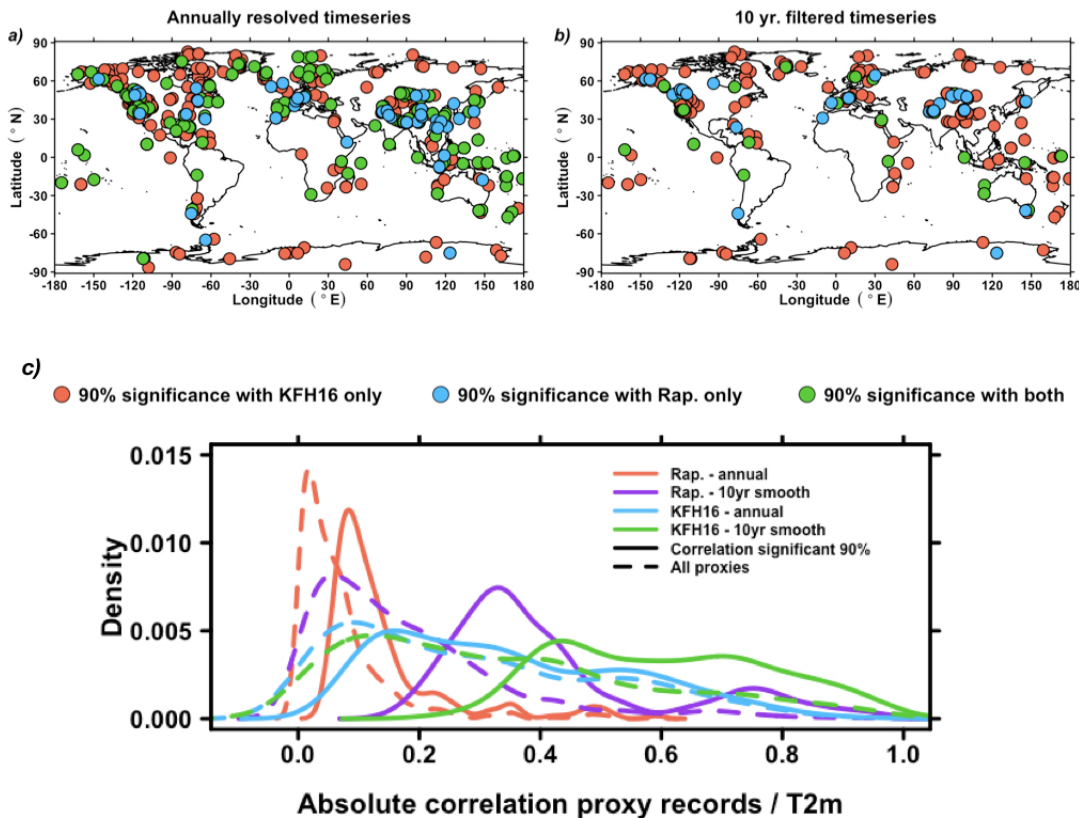 Annually resolved timeseries
10 yr. filtered timeseries
a)
b)
90
60
30
0
-30
-60
-90
Latitude ( ° N)
-180 -150 -120 -90 -60 -30 0 30 60 90 120 150 180
Longitude ( ° E)
90
60
30
0
-30
-60
-90
Latitude ( ° N)
-180 -150 -120 -90 -60 -30 0 30 60 90 120 150 180
Longitude ( ° E)
c)
90% significance with KFH16 only
90% significance with Rap. only
90% significance with both
0.015
0.010
0.005
0.000
Density
Rap. - annual
Rap. - 10yr smooth
KFH16 - annual
KFH16 - 10yr smooth
Correlation significant 90%
All proxies
0.0 0.2 0.4 0.6 0.8 1.0
Absolute correlation proxy records / T2m